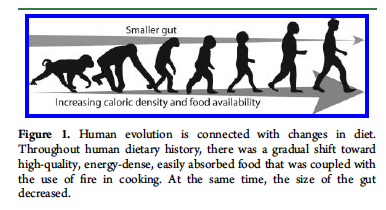 Smaller gut
Increasing caloric density and food availability
Figure 1. Human evolution is connected with changes in diet.
Throughout human dietary history, there was a gradual shift toward
high-quality, energy-dense, easily absorbed food that was coupled with
the use of fire in cooking. At the same time, the size of the gut
decreased.